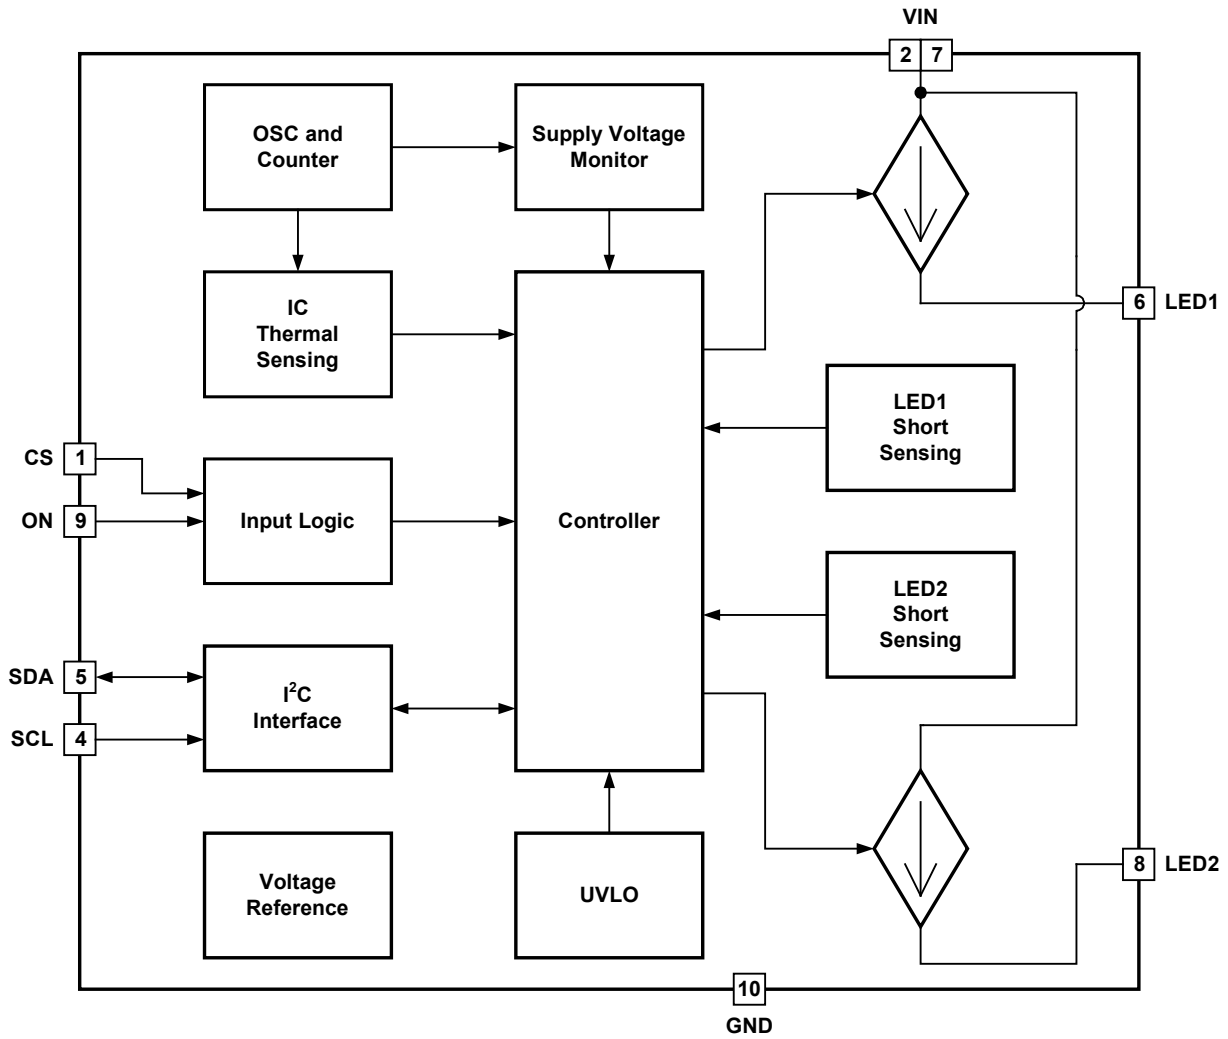 VIN
2 7
OSC and
Counter
Supply Voltage
Monitor
IC
Thermal
Sensing
6 LED1
LED1
Short
Sensing
CS 1
ON 9
Input Logic
Controller
LED2
Short
Sensing
SDA 5
SCL 4
I²C
Interface
Voltage
Reference
UVLO
8 LED2
10
GND